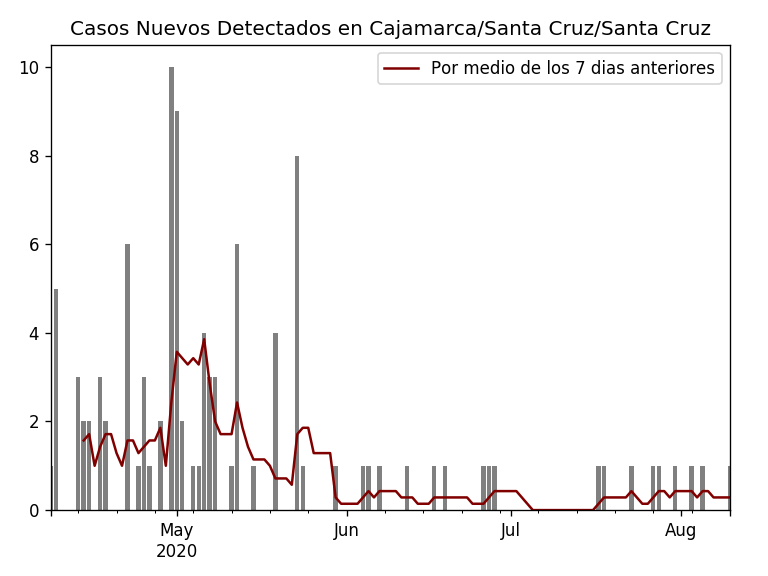 Casos Nuevos Detectados en Cajamarca/Santa Cruz/Santa Cruz
Por medio de los 7 dias anteriores
10
8
6
4
2
0
May
2020
Jun
Jul
Aug